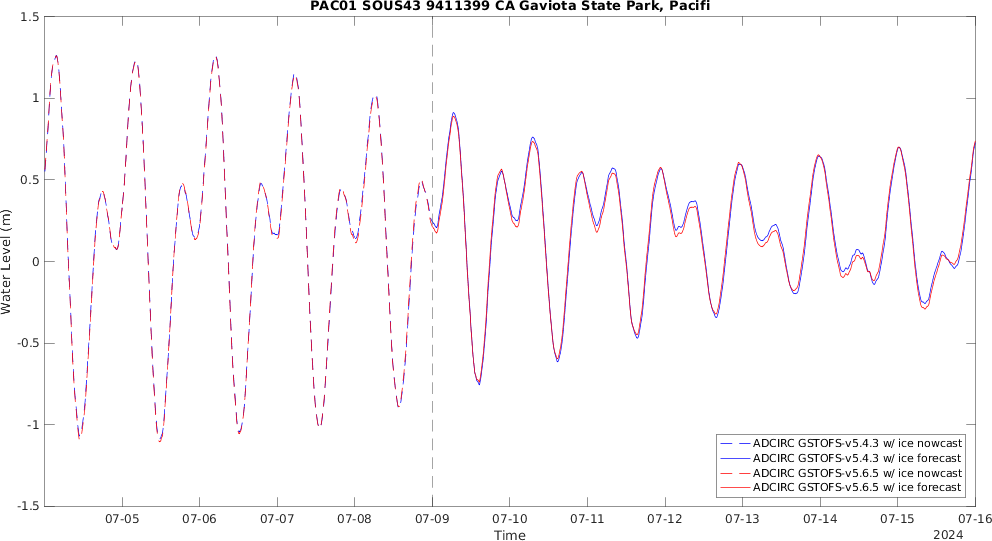 PAC01 SOUS43 9411399 CA Gaviota State Park, Pacifi
1.5
1
0.5
0
-0.5
-1
-1.5
Water Level (m)
ADCIRC GSTOFS-v5.4.3 w/ ice nowcast
ADCIRC GSTOFS-v5.4.3 w/ ice forecast
ADCIRC GSTOFS-v5.6.5 w/ ice nowcast
ADCIRC GSTOFS-v5.6.5 w/ ice forecast
07-05 07-06 07-07 07-08 07-09 07-10 07-11 07-12 07-13 07-14 07-15 07-16
Time
2024